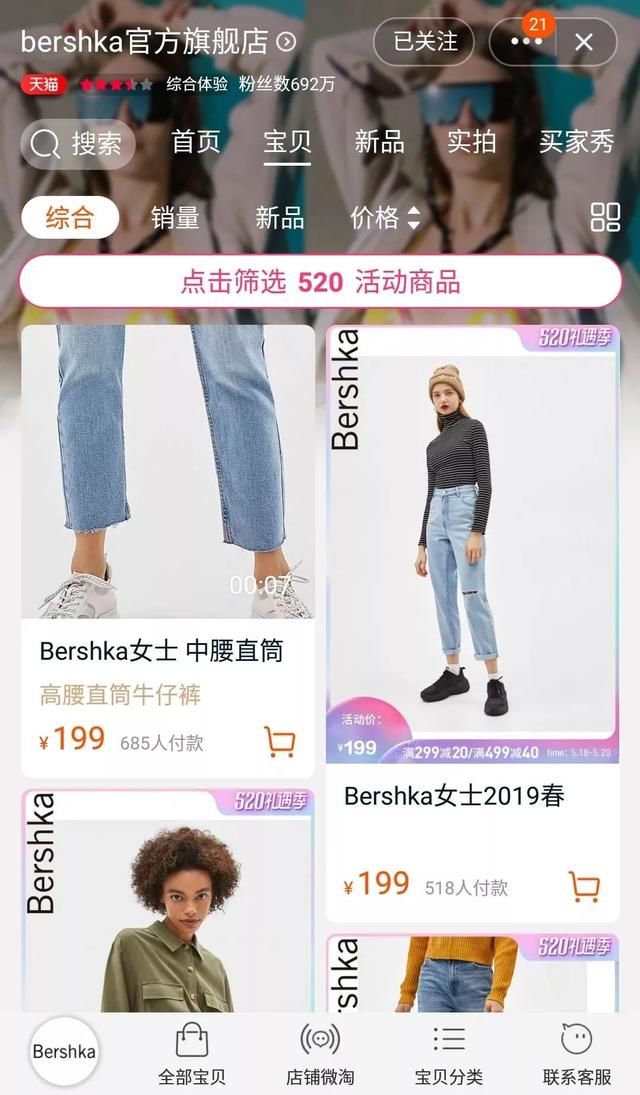 bershka官方旗舰店
已关注
21
天猫 综合体验 粉丝数692万
搜索 首页 宝贝 新品 实拍 买家秀
综合 销量 新品 价格
点击筛选 520 活动商品
00:07
Bershka女士 中腰直筒
高腰直筒牛仔裤
¥199 685人付款
520礼遇季
Bershka
活动价:
¥199
满299减20/满499减40 time: 5.18-5.20
Bershka女士2019春
¥199 518人付款
520礼遇季
Bershka
520礼遇季
rshka
Bershka
全部宝贝
店铺微淘
宝贝分类
联系客服